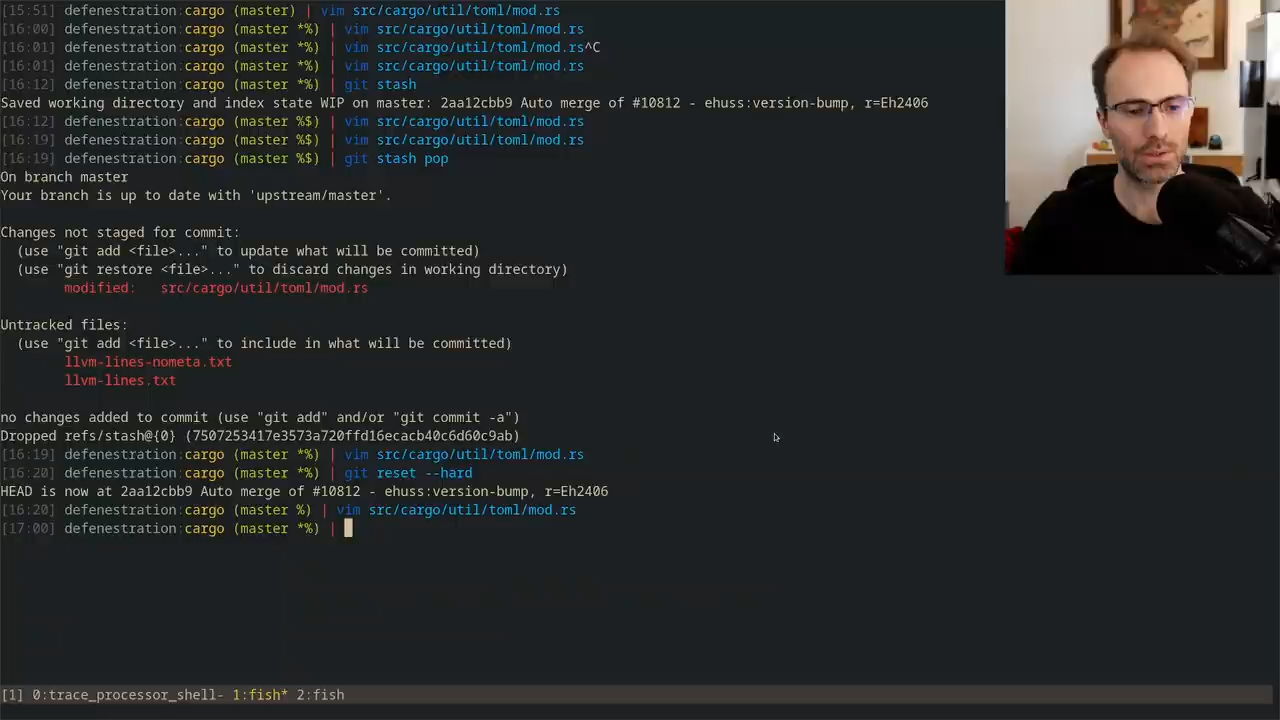 [15:51] defenestration:cargo (master) | vim src/cargo/util/toml/mod.rs
[16:00] defenestration:cargo (master *%) | vim src/cargo/util/toml/mod.rs
[16:01] defenestration:cargo (master *%) | vim src/cargo/util/toml/mod.rs^C
[16:01] defenestration:cargo (master *%) | vim src/cargo/util/toml/mod.rs
[16:12] defenestration:cargo (master *%) | git stash
Saved working directory and index state WIP on master: 2aa12cbb9 Auto merge of #10812 - ehuss:version-bump, r=Eh2406
[16:12] defenestration:cargo (master %$) | vim src/cargo/util/toml/mod.rs
[16:19] defenestration:cargo (master %$) | vim src/cargo/util/toml/mod.rs
[16:19] defenestration:cargo (master %$) | git stash pop
On branch master
Your branch is up to date with 'upstream/master'.
Changes not staged for commit:
(use "git add <file>..." to update what will be committed)
(use "git restore <file>..." to discard changes in working directory)
modified: src/cargo/util/toml/mod.rs
Untracked files:
(use "git add <file>..." to include in what will be committed)
llvm-lines-nometa.txt
llvm-lines.txt
no changes added to commit (use "git add" and/or "git commit -a")
Dropped refs/stash@{0} (7507253417e3573a720ffd16ecacb40c6d60c9ab)
[16:19] defenestration:cargo (master *%) | vim src/cargo/util/toml/mod.rs
[16:20] defenestration:cargo (master *%) | git reset --hard
HEAD is now at 2aa12cbb9 Auto merge of #10812 - ehuss:version-bump, r=Eh2406
[16:20] defenestration:cargo (master %) | vim src/cargo/util/toml/mod.rs
[17:00] defenestration:cargo (master *%) |
[1] 0:trace_processor_shell- 1:fish* 2:fish